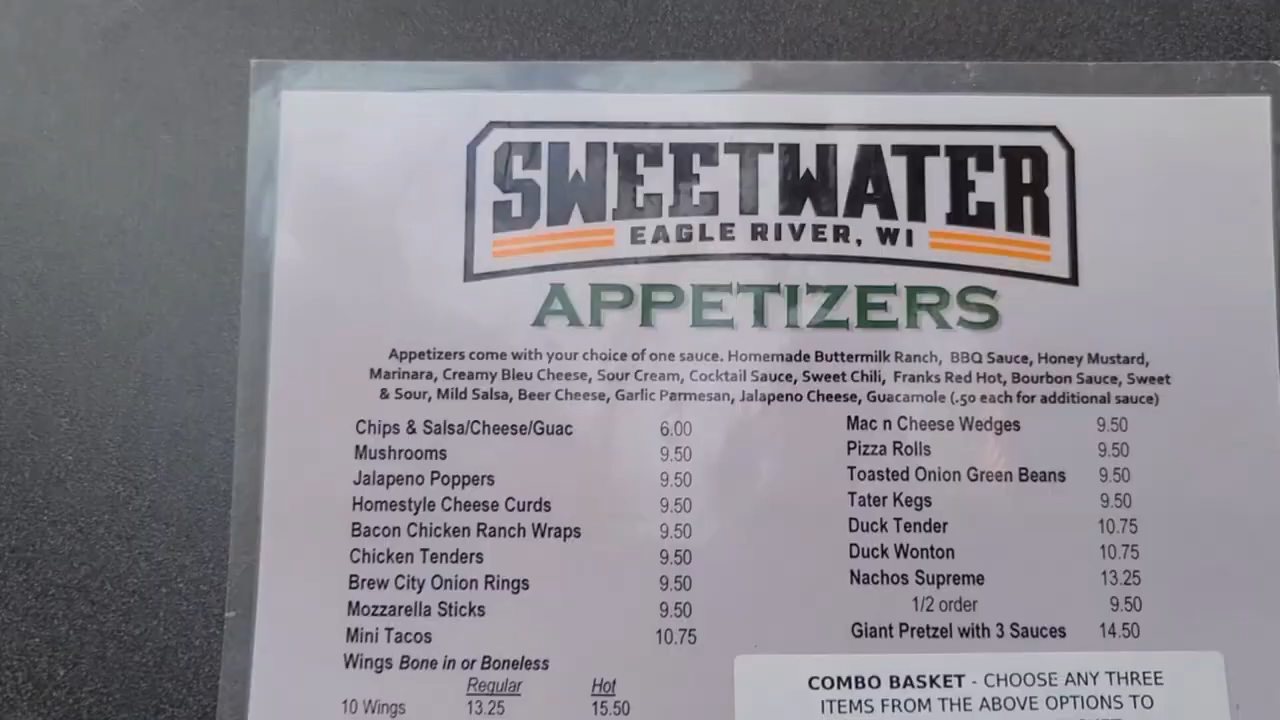 SWEETWATER
EAGLE RIVER, WI
APPETIZERS
Appetizers come with your choice of one sauce. Homemade Buttermilk Ranch, BBQ Sauce, Honey Mustard,
Marinara, Creamy Bleu Cheese, Sour Cream, Cocktail Sauce, Sweet Chili, Franks Red Hot, Bourbon Sauce, Sweet
& Sour, Mild Salsa, Beer Cheese, Garlic Parmesan, Jalapeno Cheese, Guacamole (.50 each for additional sauce)
Chips & Salsa/Cheese/Guac 6.00
Mushrooms 9.50
Jalapeno Poppers 9.50
Homestyle Cheese Curds 9.50
Bacon Chicken Ranch Wraps 9.50
Chicken Tenders 9.50
Brew City Onion Rings 9.50
Mozzarella Sticks 9.50
Mini Tacos 10.75
Wings Bone in or Boneless
Regular Hot
10 Wings 13.25 15.50
Mac n Cheese Wedges 9.50
Pizza Rolls 9.50
Toasted Onion Green Beans 9.50
Tater Kegs 9.50
Duck Tender 10.75
Duck Wonton 10.75
Nachos Supreme 13.25
1/2 order 9.50
Giant Pretzel with 3 Sauces 14.50
COMBO BASKET - CHOOSE ANY THREE
ITEMS FROM THE ABOVE OPTIONS TO